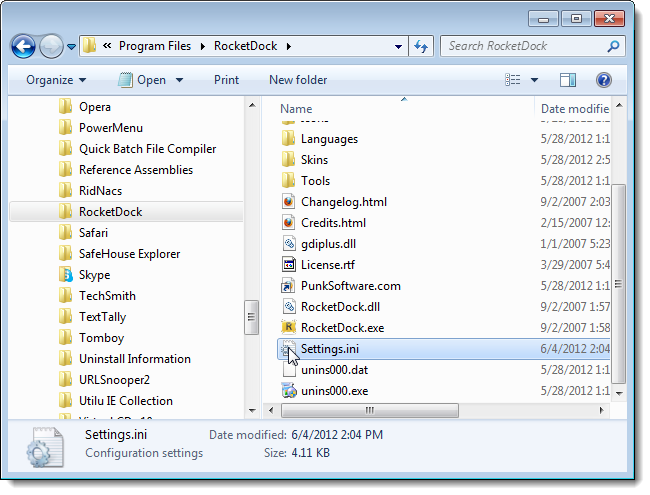 « Program Files ▸ RocketDock ▸
Search RocketDock
Organize Open Print New folder
Opera
PowerMenu
Quick Batch File Compiler
Reference Assemblies
RidNacs
RocketDock
Safari
SafeHouse Explorer
Skype
TechSmith
TextTally
Tomboy
Uninstall Information
URLSnooper2
Utilu IE Collection
Name Date modifie
Languages 5/28/2012 1:1
Skins 5/28/2012 2:5
Tools 5/28/2012 1:1
Changelog.html 9/2/2007 2:03
Credits.html 2/15/2007 12:
gdiplus.dll 1/1/2007 5:23
License.rtf 3/29/2007 5:4
PunkSoftware.com 5/28/2012 1:1
RocketDock.dll 9/2/2007 1:57
RocketDock.exe 9/2/2007 1:58
Settings.ini 6/4/2012 2:04
unins000.dat 5/28/2012 1:1
unins000.exe 5/28/2012 1:1
Settings.ini Date modified: 6/4/2012 2:04 PM
Configuration settings Size: 4.11 KB